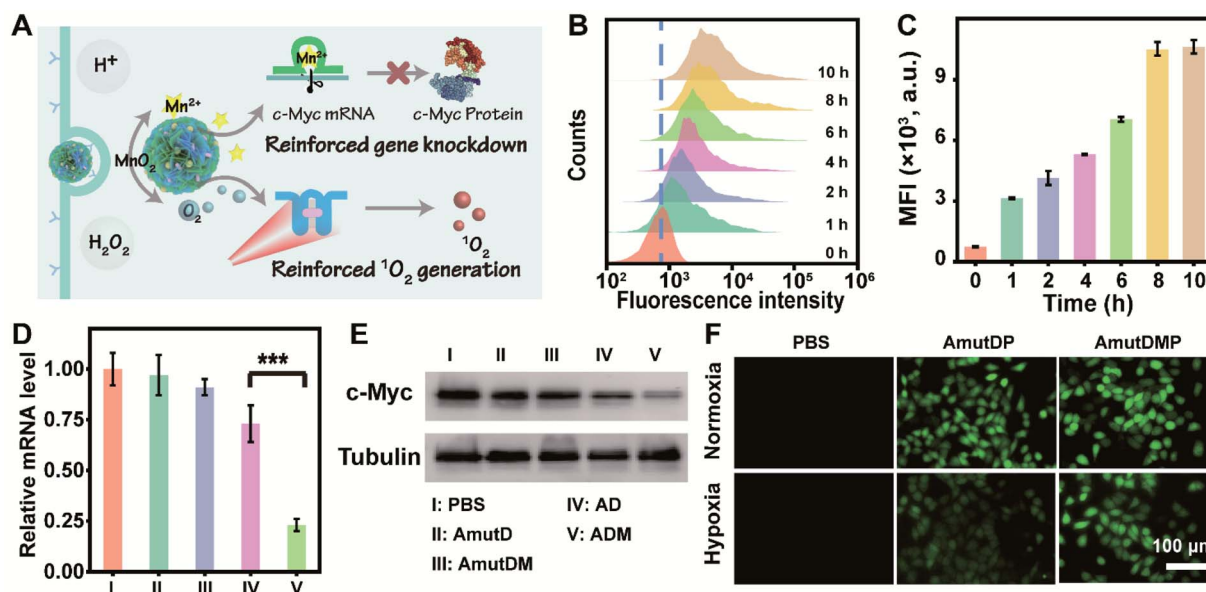 A
H+
Mn2+
MnO2
O2
H2O2
Mn2+
c-Myc mRNA
c-Myc Protein
Reinforced gene knockdown
1O2
Reinforced 1O2 generation
B
Counts
10 h
8 h
6 h
4 h
2 h
1 h
0 h
10^2 10^3 10^4 10^5 10^6
Fluorescence intensity
C
MFI (×10^3, a.u.)
9
6
3
0
0 1 2 4 6 8 10
Time (h)
D
Relative mRNA level
1.00
0.75
0.50
0.25
0.00
***
I II III IV V
E
I II III IV V
c-Myc
Tubulin
I: PBS IV: AD
II: AmutD V: ADM
III: AmutDM
F
PBS AmutDP AmutDMP
Normoxia
Hypoxia
100 μm